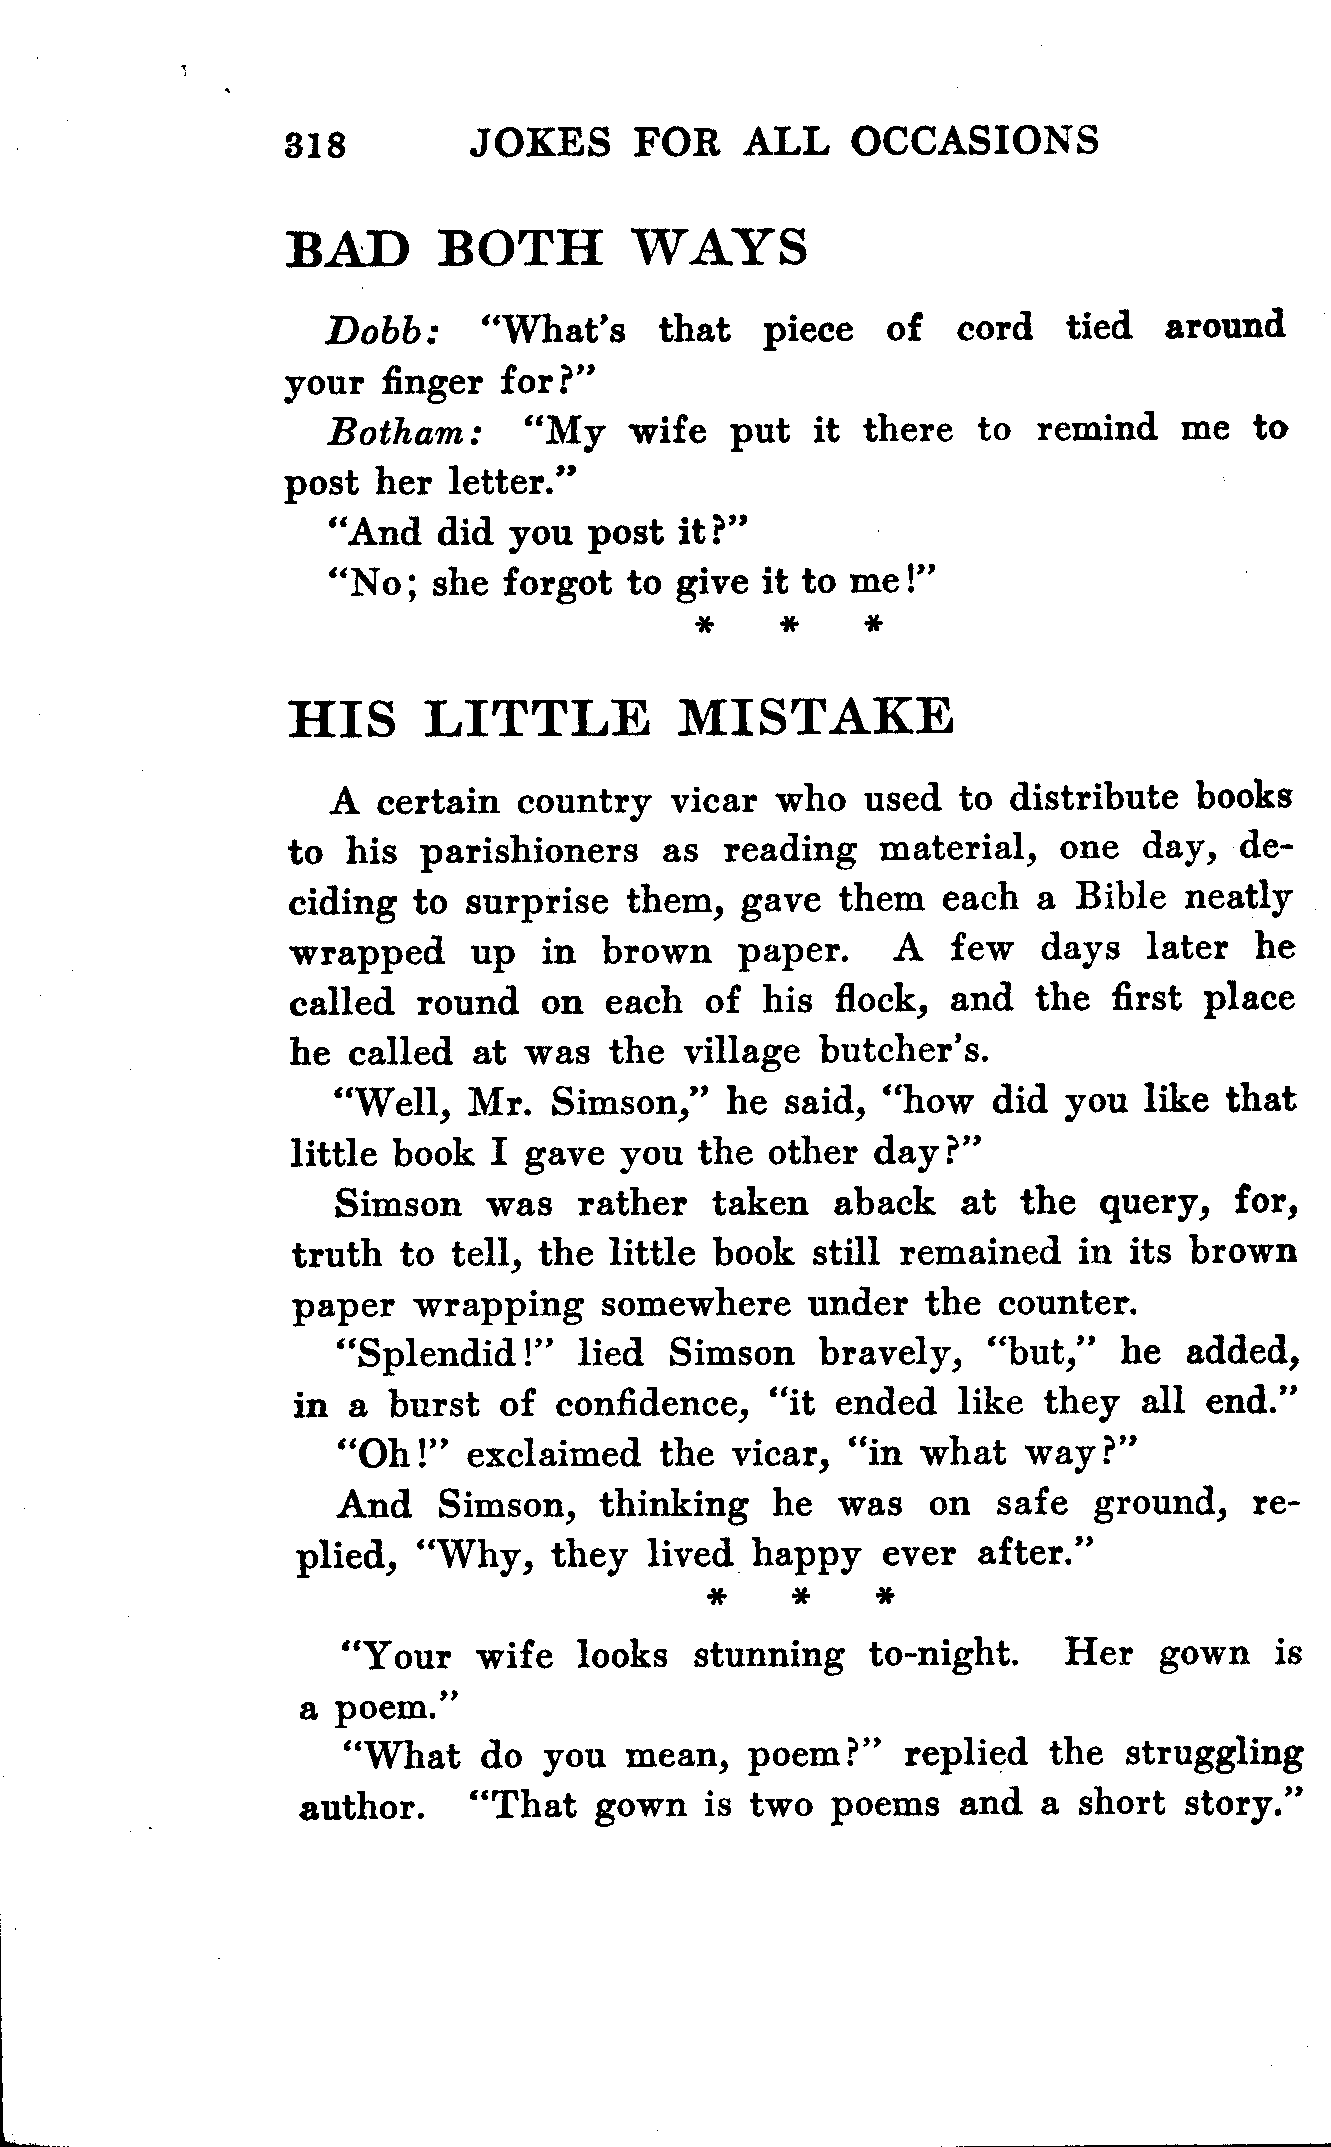 318 JOKES FOR ALL OCCASIONS
BAD BOTH WAYS
Dobb: “What's that piece of cord tied around
your finger for?”
Botham: “My wife put it there to remind me to
post her letter.”
“And did you post it?”
“No; she forgot to give it to me!”
* * *
HIS LITTLE MISTAKE
A certain country vicar who used to distribute books
to his parishioners as reading material, one day, de-
ciding to surprise them, gave them each a Bible neatly
wrapped up in brown paper. A few days later he
called round on each of his flock, and the first place
he called at was the village butcher's.
“Well, Mr. Simson,” he said, “how did you like that
little book I gave you the other day?”
Simson was rather taken aback at the query, for,
truth to tell, the little book still remained in its brown
paper wrapping somewhere under the counter.
“Splendid!” lied Simson bravely, “but,” he added,
in a burst of confidence, “it ended like they all end.”
“Oh!” exclaimed the vicar, “in what way?”
And Simson, thinking he was on safe ground, re-
plied, “Why, they lived happy ever after.”
* * *
“Your wife looks stunning to-night. Her gown is
a poem.”
“What do you mean, poem?” replied the struggling
author. “That gown is two poems and a short story.”